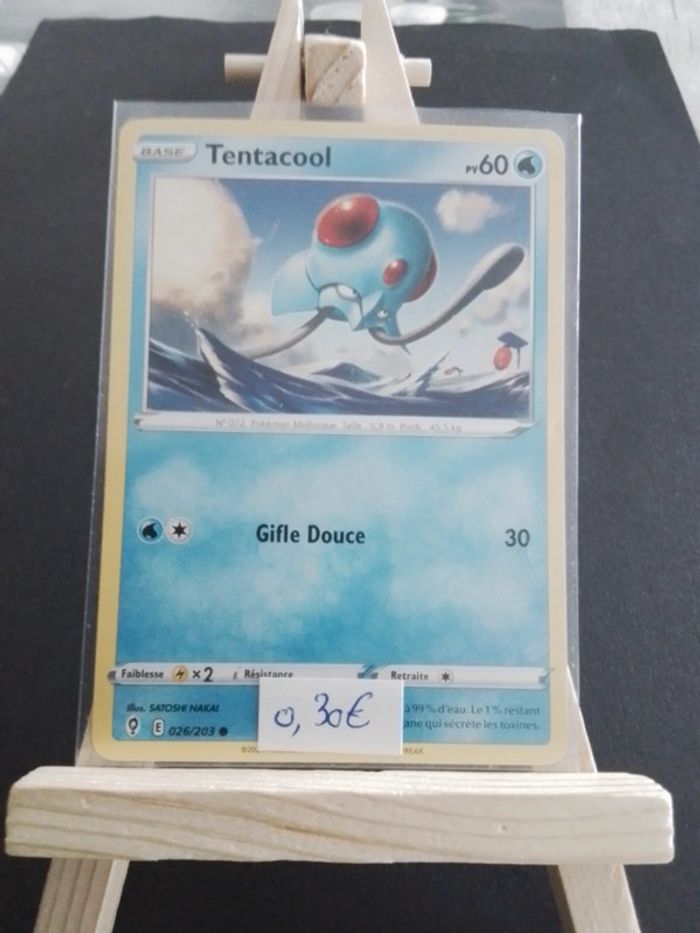 BASE Tentacool PV60
N° 072 Pokémon Mollusque Taille : 0,9 m Poids : 45,5 kg
Gifle Douce 30
Faiblesse ×2 Résistance Retraite
Illus. SATOSHI NAKAI
à 99 % d'eau. Le 1 % restant
ane qui sécrète les toxines.
E 026/203
0,30€